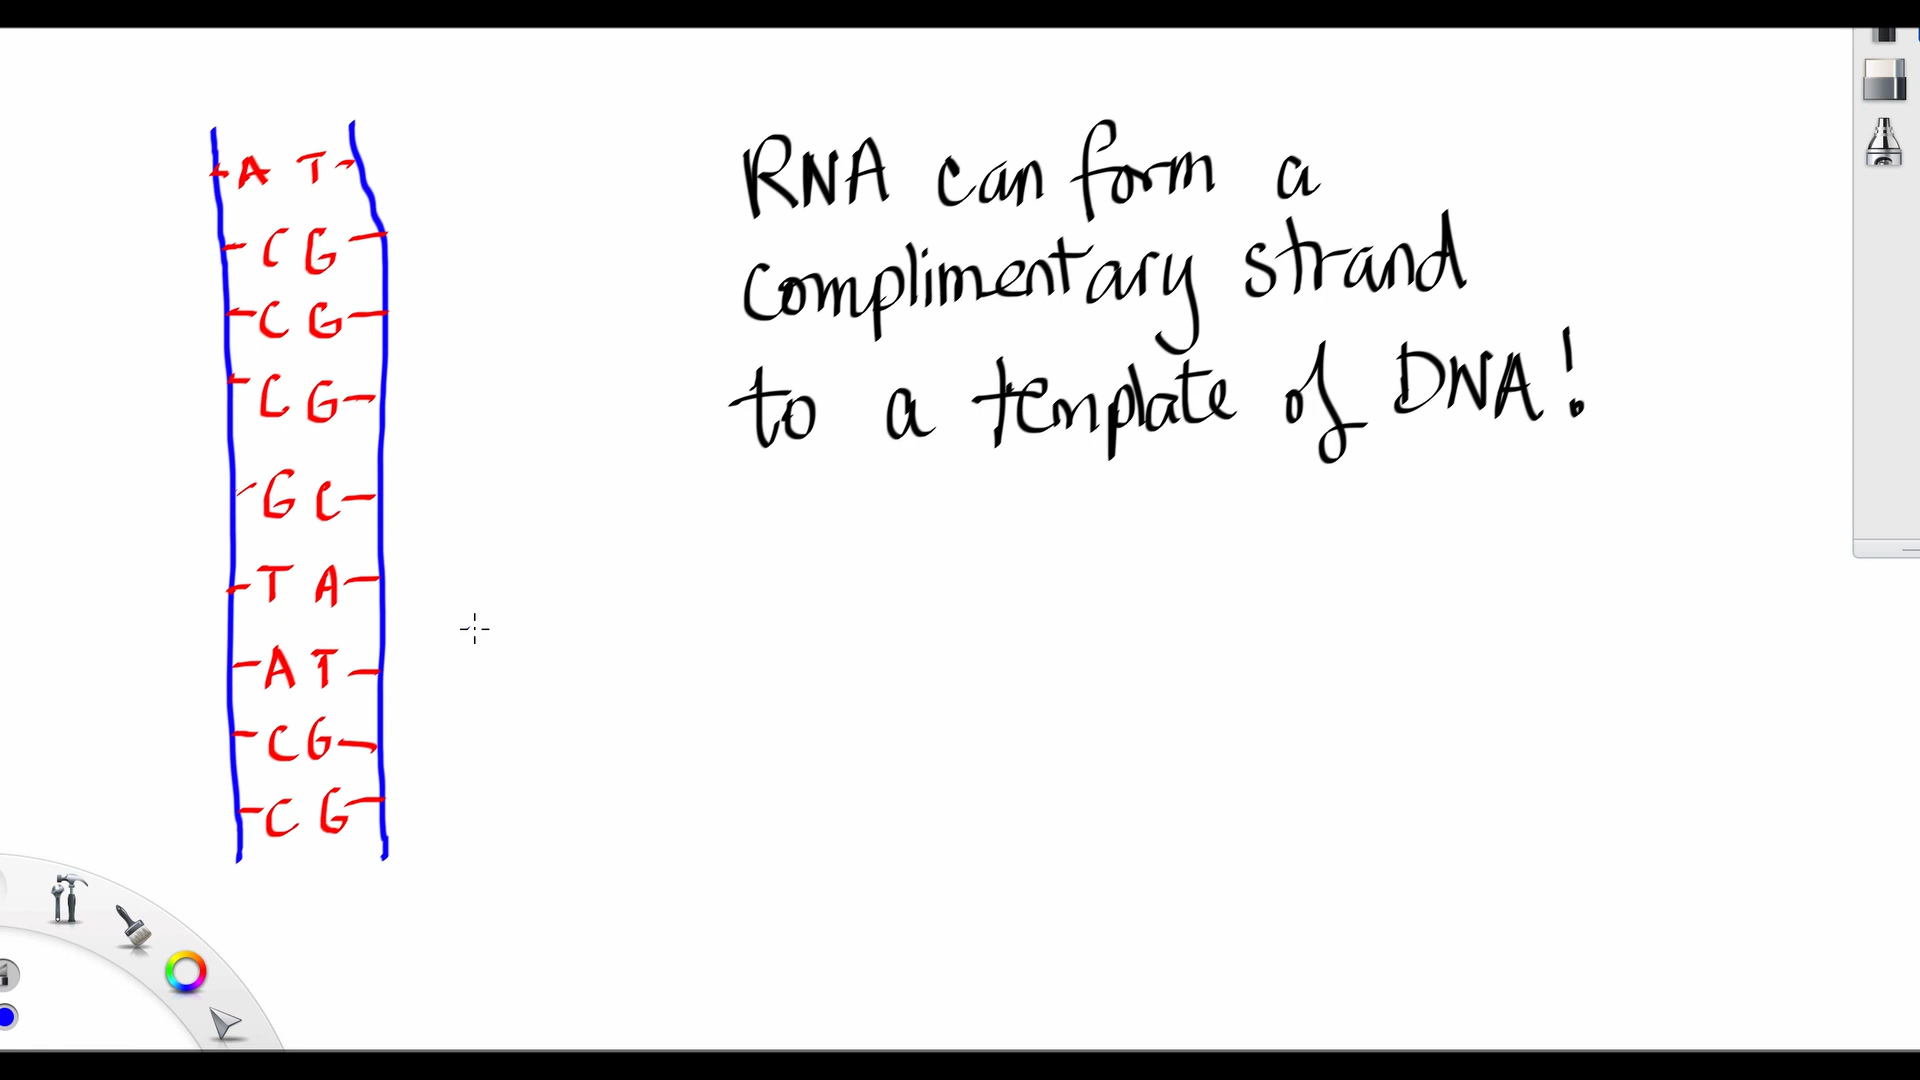 RNA can form a
complimentary strand
to a template of DNA!
A T
C G
C G
C G
G C
T A
A T
C G
C G